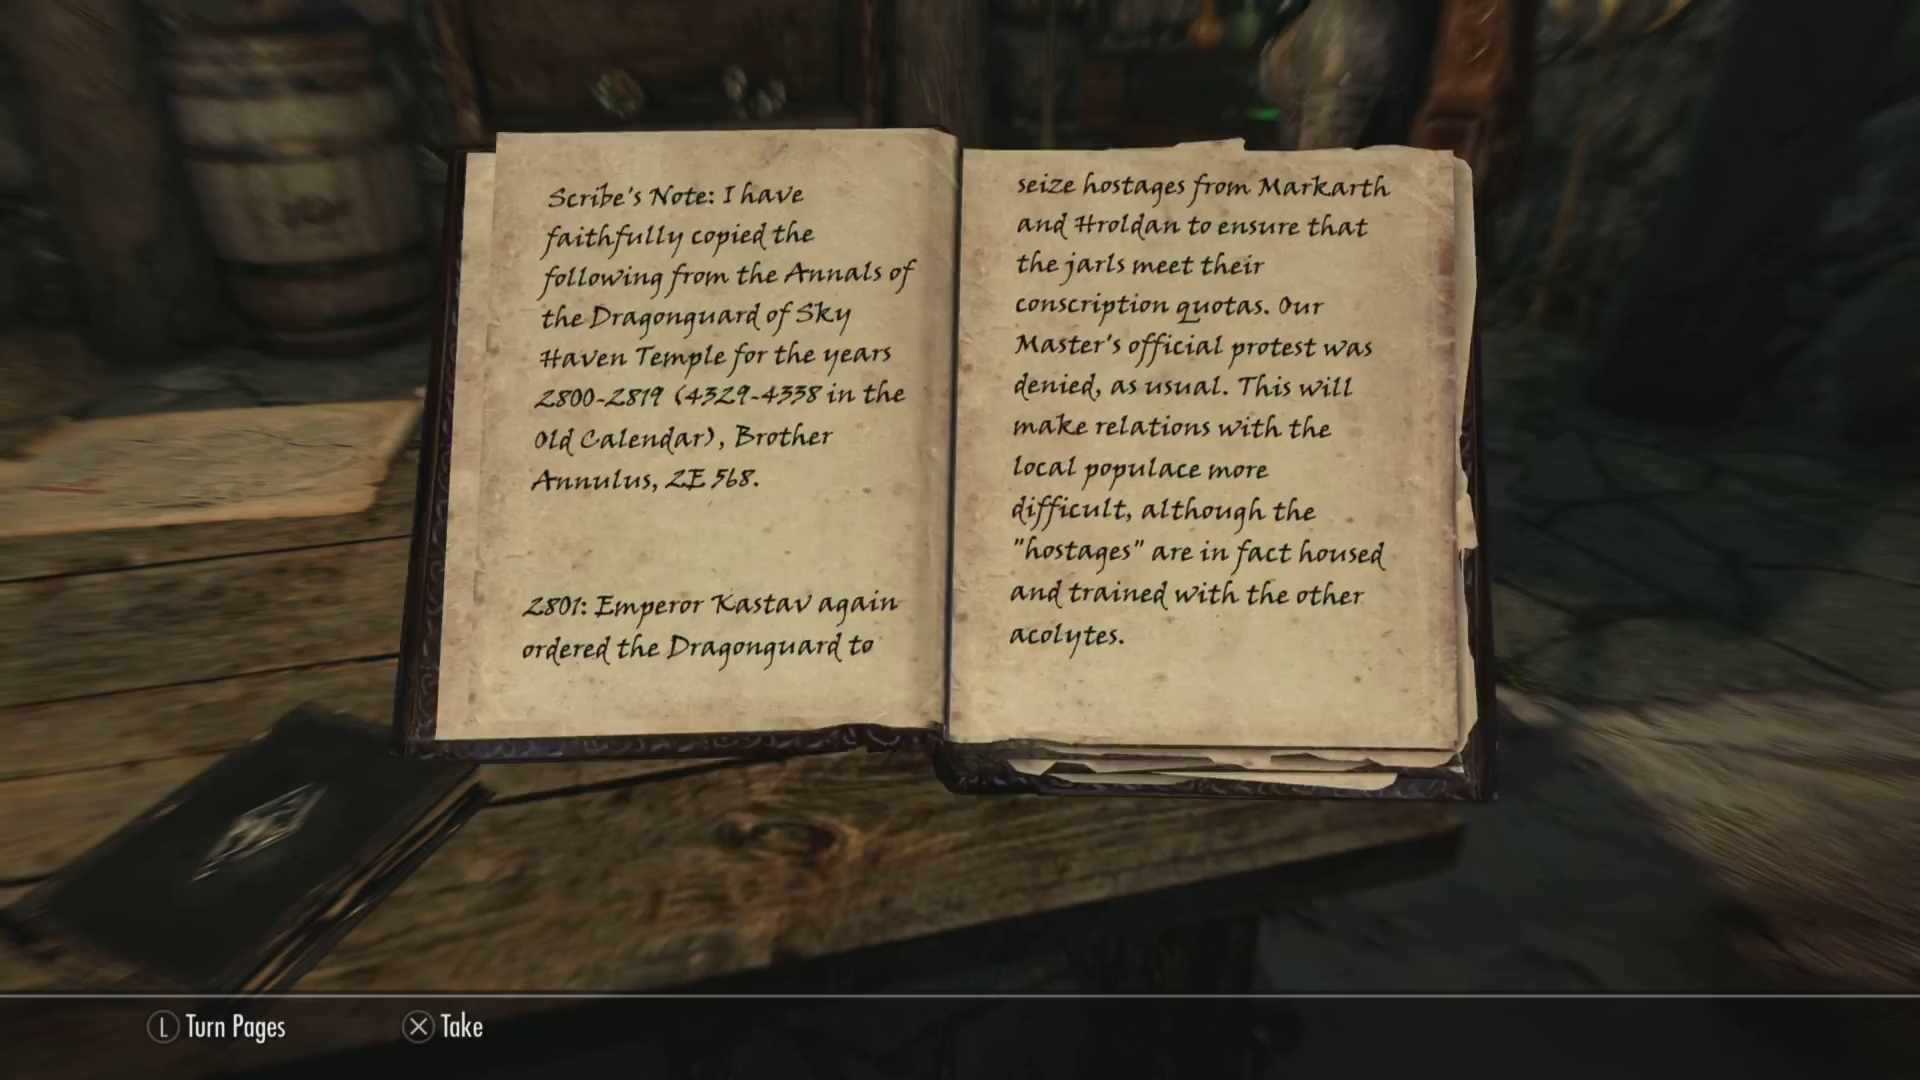 Scribe's Note: I have
faithfully copied the
following from the Annals of
the Dragonguard of Sky
Haven Temple for the years
2800-2819 (4329-4338 in the
Old Calendar), Brother
Annulus, 2E 568.
2801: Emperor Kastav again
ordered the Dragonguard to
seize hostages from Markarth
and Hroldan to ensure that
the jarls meet their
conscription quotas. Our
Master's official protest was
denied, as usual. This will
make relations with the
local populace more
difficult, although the
"hostages" are in fact housed
and trained with the other
acolytes.
L Turn Pages
X Take